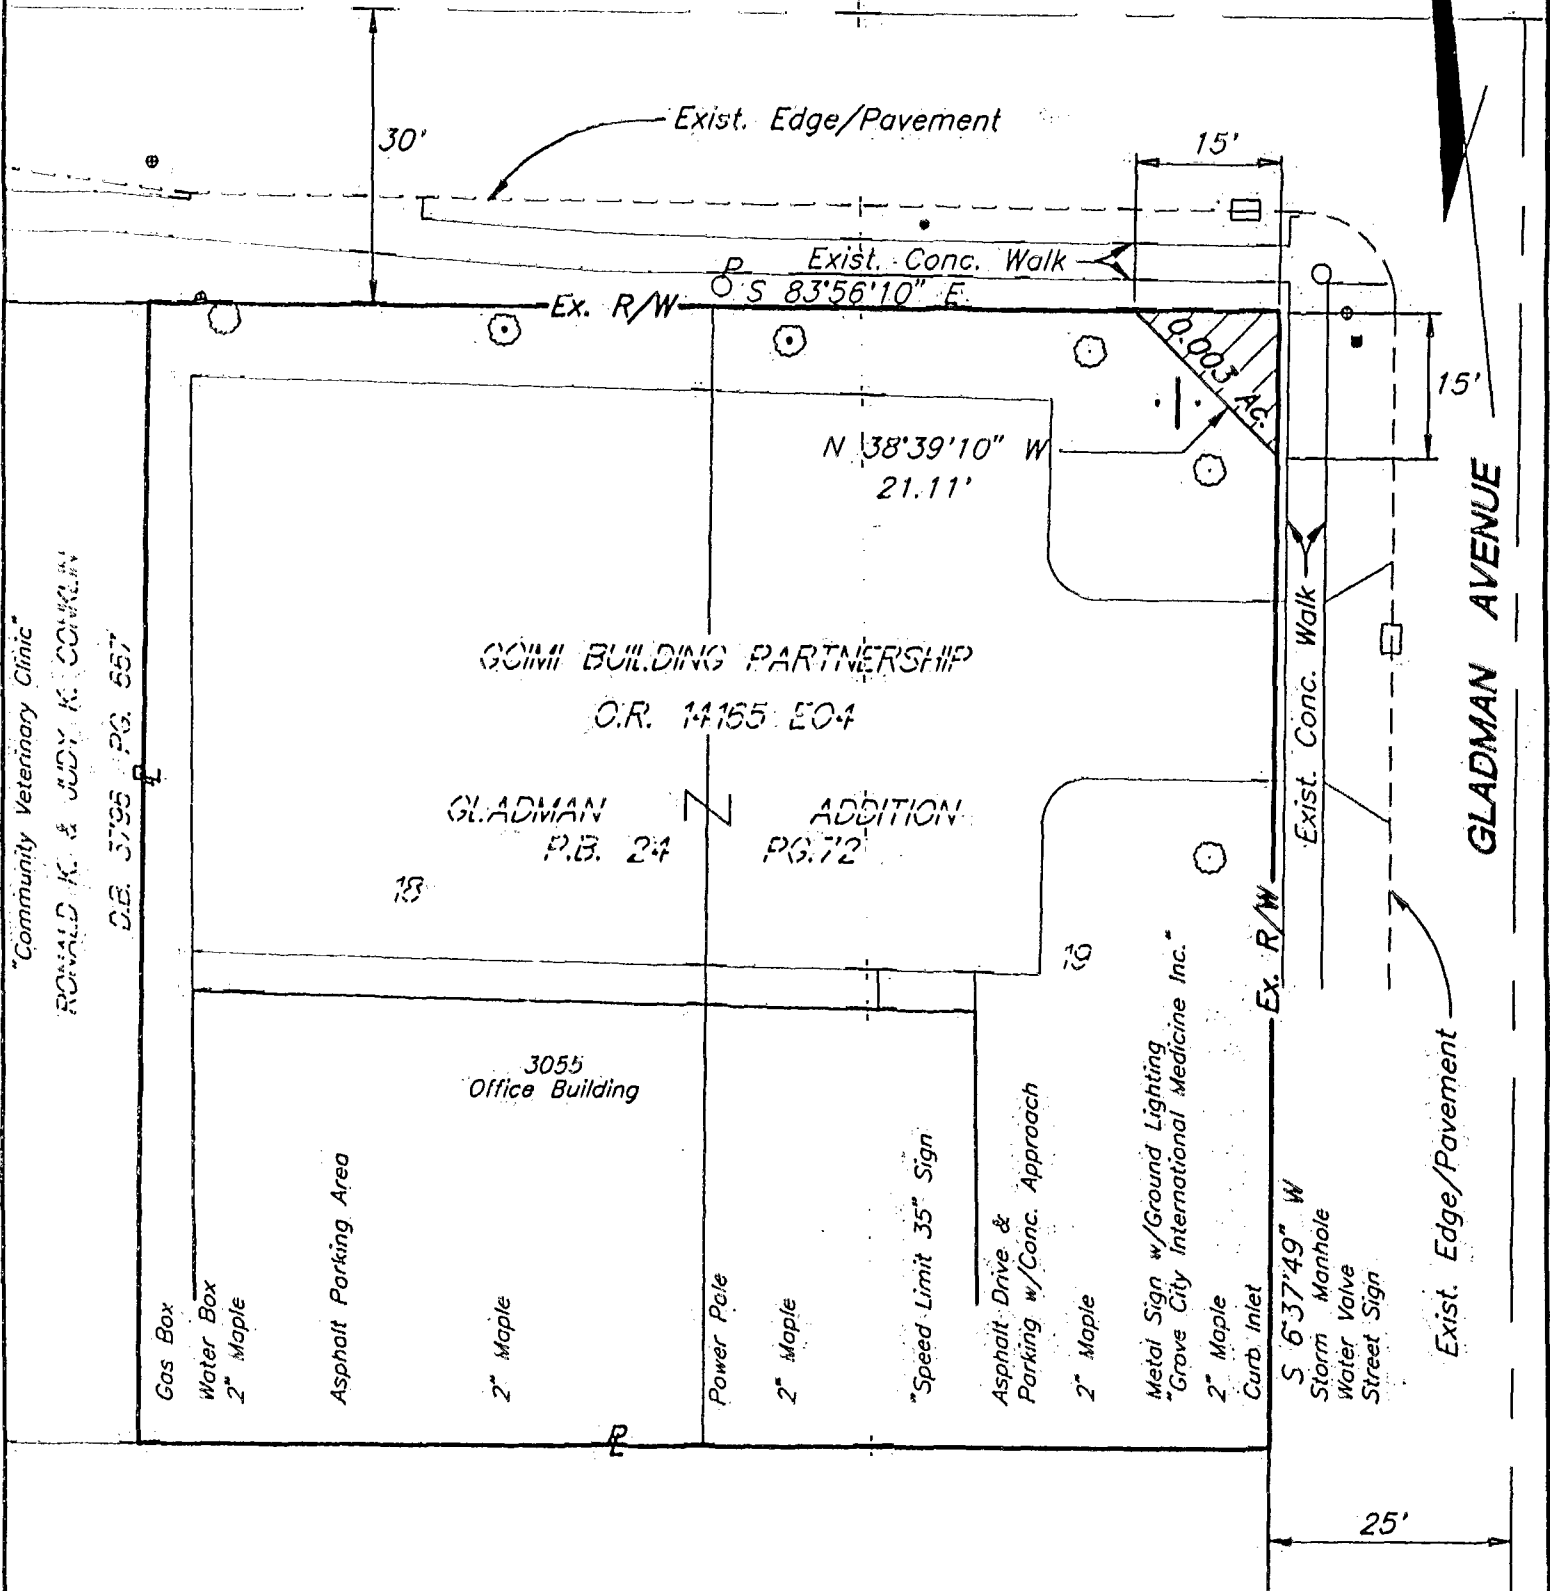 Exist. Edge/Pavement
30'
15'
Exist. Conc. Walk
P
S 83°56'10" E
Ex. R/W
0.003 AC.
15'
N 38°39'10" W
21.11'
GLADMAN AVENUE
Exist. Conc. Walk
"Community Veterinary Clinic"
RONALD K. & JUDY K. CONKLIN
D.B. 3795 PG. 557
GCIMI BUILDING PARTNERSHIP
O.R. 14165 E04
GLADMAN ADDITION
P.B. 24 PG.72
18
Ex. R/W
3055
Office Building
Exist. Edge/Pavement
Gas Box
Water Box
2" Maple
Asphalt Parking Area
2" Maple
Power Pole
2" Maple
"Speed Limit 35" Sign
Asphalt Drive &
Parking w/Conc. Approach
2" Maple
Metal Sign w/Ground Lighting
"Grove City International Medicine Inc."
2" Maple
Curb Inlet
S 6°37'49" W
Storm Manhole
Water Valve
Street Sign
PL
PL
25'